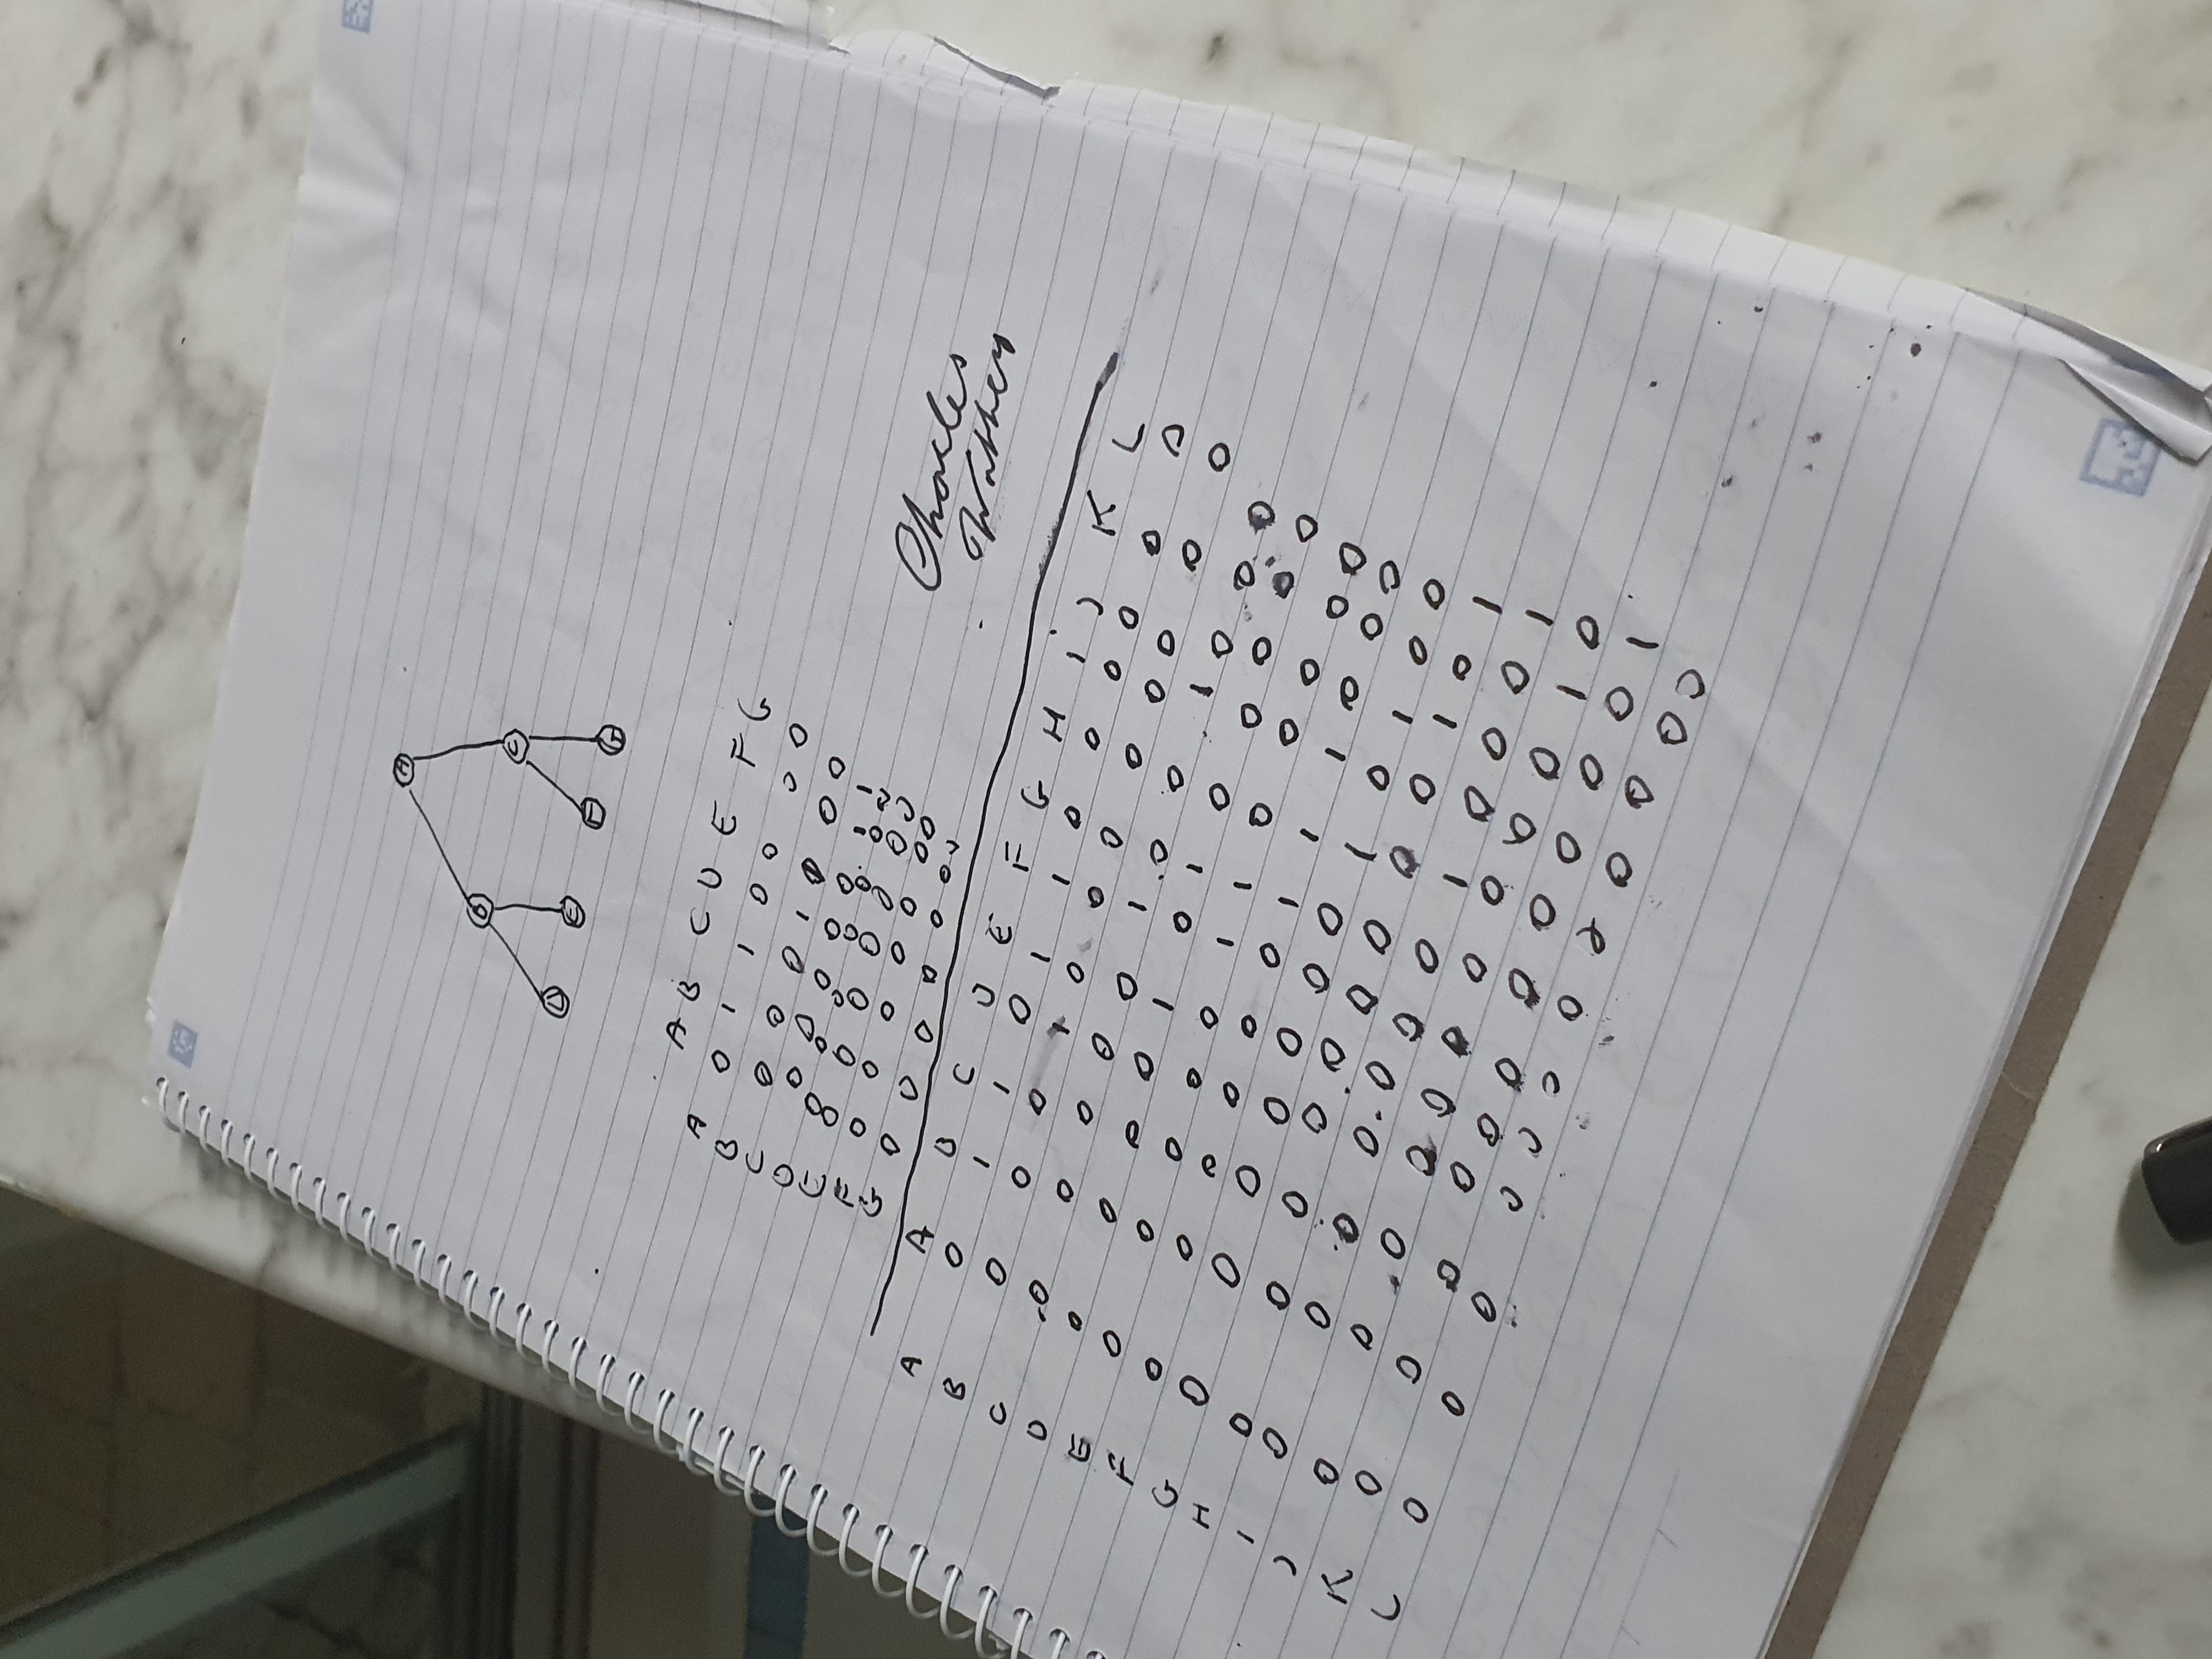 A
B C
D E F G
A B C D E F G
A 0 1 1 0 0 0 0
B 0 0 0 1 0 0
C 0 0 0 0 0 1 1
D 0 0 0 0 0 0 0
E 0 0 0 0 0 0 0
F 0 0 0 0 0 0 0
G 0 0 0 0 0 0 0
Charles
A B C D E F G H I J K L
A 0 1 1 0 1 1 0 0 0 0 0 0
B 0 0 0 1 0 0 0 0 0 0 0 0
C 0 0 0 0 0 1 0 0 1 0 0 0
D 0 0 0 0 1 0 1 0 0 0 0 0
E 0 0 0 0 0 1 1 0 0 0 0 0
F 0 0 0 0 0 0 1 1 1 0 0 0
G 0 0 0 0 0 0 0 1 0 1 0 0
H 0 0 0 0 0 0 0 0 0 1 0 1
I 0 0 0 0 0 0 0 1 0 0 0 1
J 0 0 0 0 0 0 0 0 0 0 1 0
K 0 0 0 0 0 0 0 0 0 0 0 1
L 0 0 0 0 0 0 0 0 0 0 0 0